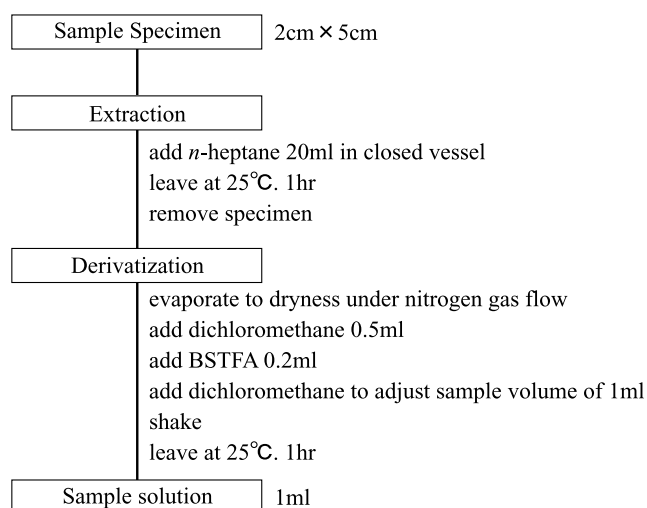 Sample Specimen 2cm×5cm
Extraction
add n-heptane 20ml in closed vessel
leave at 25℃. 1hr
remove specimen
Derivatization
evaporate to dryness under nitrogen gas flow
add dichloromethane 0.5ml
add BSTFA 0.2ml
add dichloromethane to adjust sample volume of 1ml
shake
leave at 25℃. 1hr
Sample solution 1ml